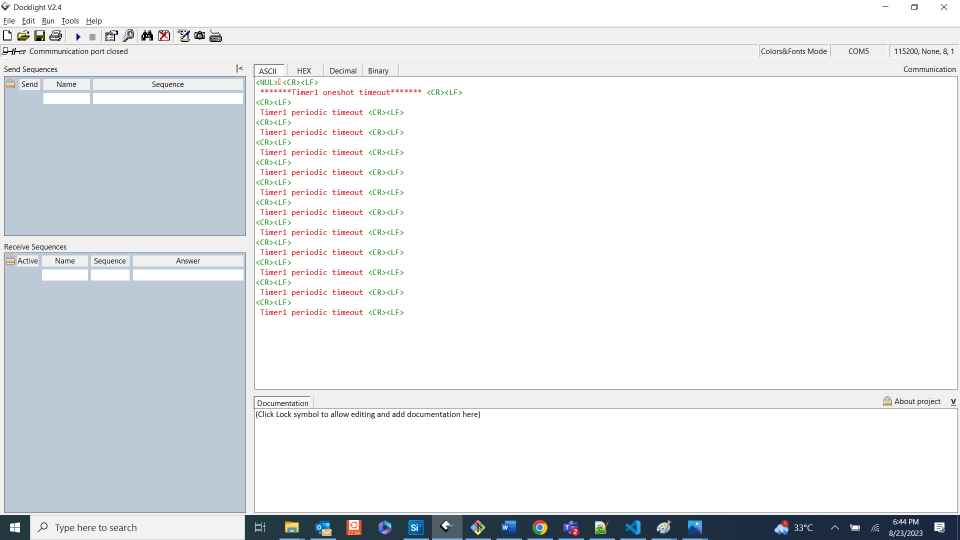 Docklight V2.4
File Edit Run Tools Help
Commmunication port closed
Colors&Fonts Mode
COM5
115200, None, 8, 1
Send Sequences
Send Name Sequence
Receive Sequences
Active Name Sequence Answer
ASCII HEX Decimal Binary
Communication
<NUL> <CR><LF>
*******Timer1 oneshot timeout******* <CR><LF>
<CR><LF>
Timer1 periodic timeout <CR><LF>
<CR><LF>
Timer1 periodic timeout <CR><LF>
<CR><LF>
Timer1 periodic timeout <CR><LF>
<CR><LF>
Timer1 periodic timeout <CR><LF>
<CR><LF>
Timer1 periodic timeout <CR><LF>
<CR><LF>
Timer1 periodic timeout <CR><LF>
<CR><LF>
Timer1 periodic timeout <CR><LF>
<CR><LF>
Timer1 periodic timeout <CR><LF>
<CR><LF>
Timer1 periodic timeout <CR><LF>
<CR><LF>
Timer1 periodic timeout <CR><LF>
<CR><LF>
Timer1 periodic timeout <CR><LF>
Documentation
About project V
(Click Lock symbol to allow editing and add documentation here)
Type here to search
33°C
6:44 PM
8/23/2023